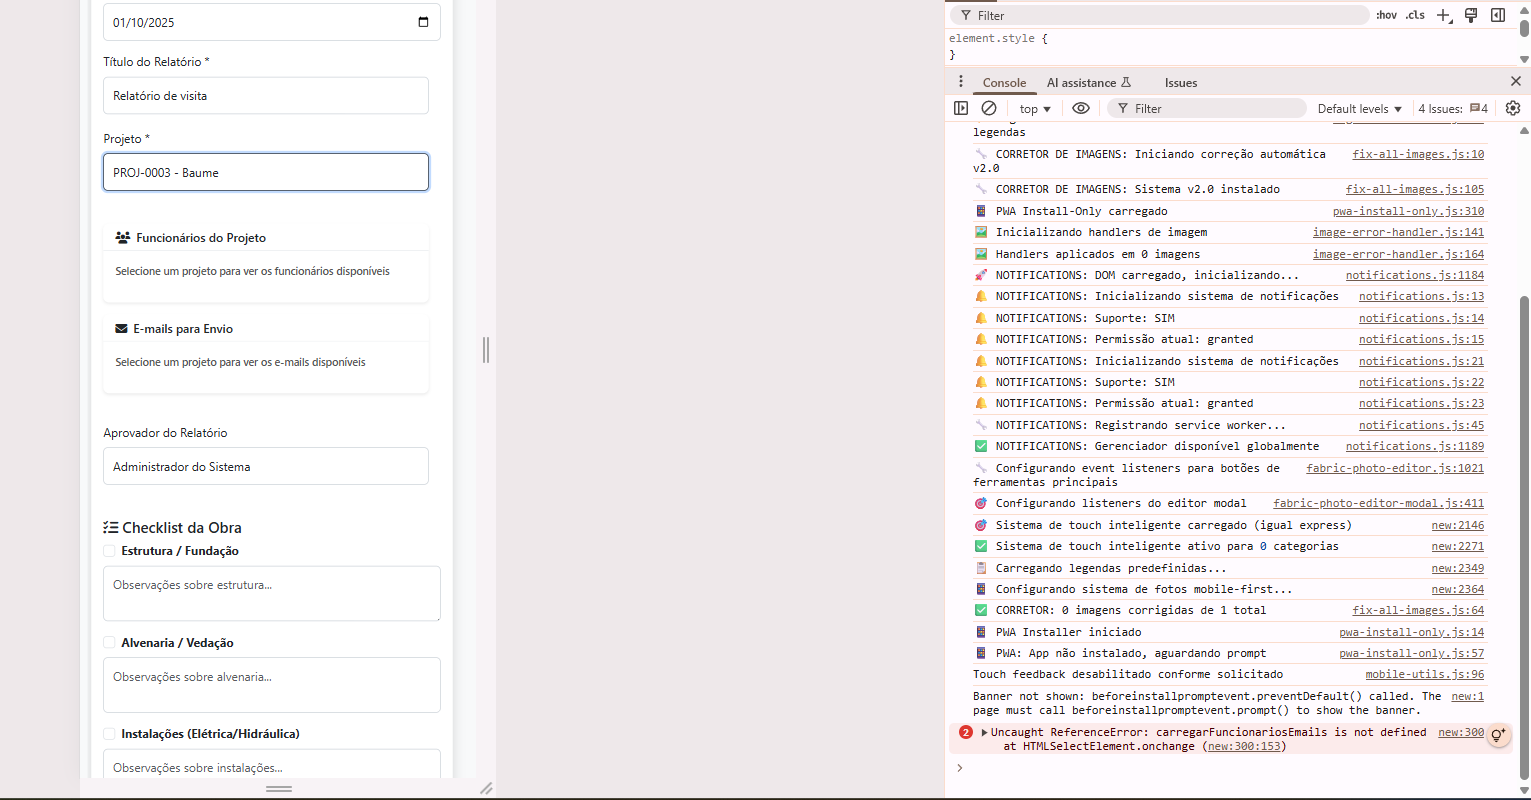 01/10/2025
Título do Relatório *
Relatório de visita
Projeto *
PROJ-0003 - Baume
Funcionários do Projeto
Selecione um projeto para ver os funcionários disponíveis
E-mails para Envio
Selecione um projeto para ver os e-mails disponíveis
Aprovador do Relatório
Administrador do Sistema
Checklist da Obra
Estrutura / Fundação
Observações sobre estrutura...
Alvenaria / Vedação
Observações sobre alvenaria...
Instalações (Elétrica/Hidráulica)
Observações sobre instalações...
Filter
:hov .cls
element.style {
}
Console AI assistance Issues
top Filter Default levels 4 Issues: 4
legendas
CORRETOR DE IMAGENS: Iniciando correção automática fix-all-images.js:10
v2.0
CORRETOR DE IMAGENS: Sistema v2.0 instalado fix-all-images.js:105
PWA Install-Only carregado pwa-install-only.js:310
Inicializando handlers de imagem image-error-handler.js:141
Handlers aplicados em 0 imagens image-error-handler.js:164
NOTIFICATIONS: DOM carregado, inicializando... notifications.js:1184
NOTIFICATIONS: Inicializando sistema de notificações notifications.js:13
NOTIFICATIONS: Suporte: SIM notifications.js:14
NOTIFICATIONS: Permissão atual: granted notifications.js:15
NOTIFICATIONS: Inicializando sistema de notificações notifications.js:21
NOTIFICATIONS: Suporte: SIM notifications.js:22
NOTIFICATIONS: Permissão atual: granted notifications.js:23
NOTIFICATIONS: Registrando service worker... notifications.js:45
NOTIFICATIONS: Gerenciador disponível globalmente notifications.js:1189
Configurando event listeners para botões de fabric-photo-editor.js:1021
ferramentas principais
Configurando listeners do editor modal fabric-photo-editor-modal.js:411
Sistema de touch inteligente carregado (igual express) new:2146
Sistema de touch inteligente ativo para 0 categorias new:2271
Carregando legendas predefinidas... new:2349
Configurando sistema de fotos mobile-first... new:2364
CORRETOR: 0 imagens corrigidas de 1 total fix-all-images.js:64
PWA Installer iniciado pwa-install-only.js:14
PWA: App não instalado, aguardando prompt pwa-install-only.js:57
Touch feedback desabilitado conforme solicitado mobile-utils.js:96
Banner not shown: beforeinstallpromptevent.preventDefault() called. The new:1
page must call beforeinstallpromptevent.prompt() to show the banner.
2 Uncaught ReferenceError: carregarFuncionariosEmails is not defined new:300
at HTMLSelectElement.onchange (new:300:153)